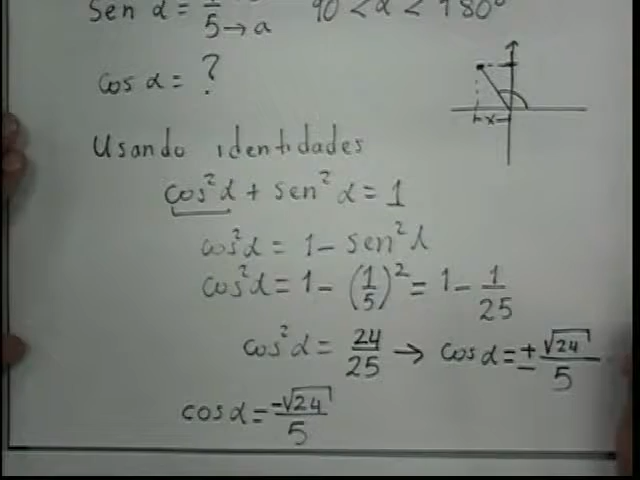 Sen α = 1/5 → a 90 < α < 180°
cos α = ?
x
Usando identidades
cos²α + sen²α = 1
cos²α = 1 - sen²α
cos²α = 1 - (1/5)² = 1 - 1/25
cos²α = 24/25 → cos α = ± √24/5
cos α = -√24/5